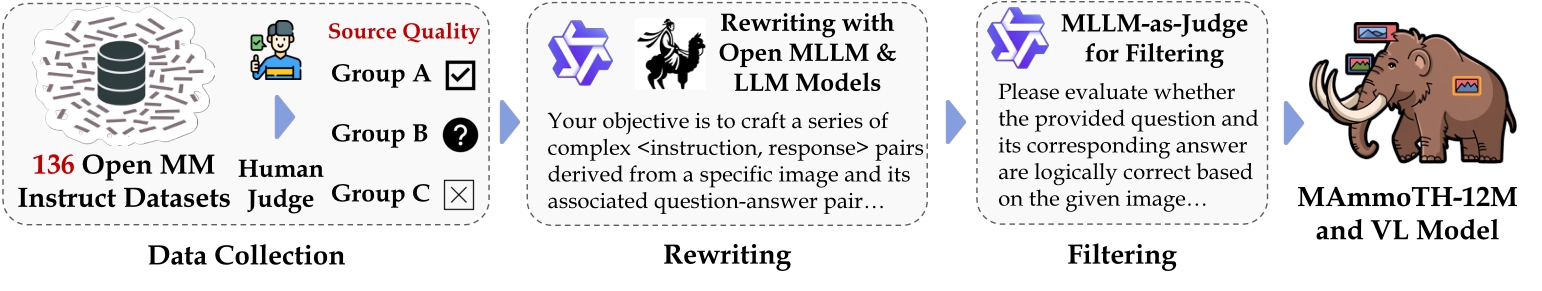 136 Open MM
Instruct Datasets
Human
Judge
Source Quality
Group A
Group B
?
Group C
Data Collection
Rewriting with
Open MLLM &
LLM Models
Your objective is to craft a series of
complex <instruction, response> pairs
derived from a specific image and its
associated question-answer pair…
Rewriting
MLLM-as-Judge
for Filtering
Please evaluate whether
the provided question and
its corresponding answer
are logically correct based
on the given image…
Filtering
MAmmoTH-12M
and VL Model